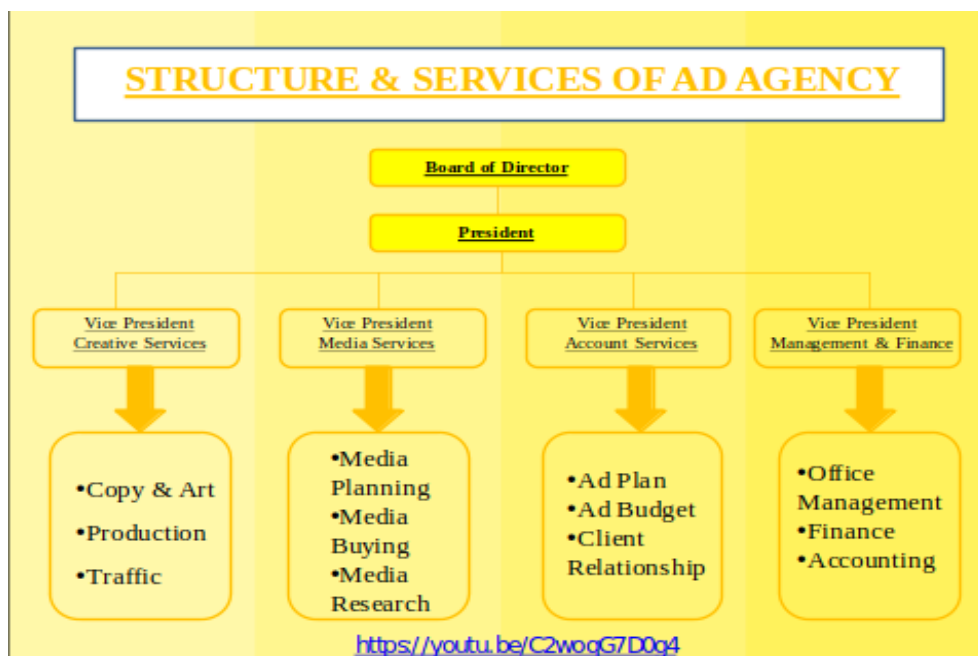 STRUCTURE & SERVICES OF AD AGENCY
Board of Director
President
Vice President
Creative Services
Vice President
Media Services
Vice President
Account Services
Vice President
Management & Finance
•Copy & Art
•Production
•Traffic
•Media
Planning
•Media
Buying
•Media
Research
•Ad Plan
•Ad Budget
•Client
Relationship
•Office
Management
•Finance
•Accounting
https://youtu.be/C2woqG7D0q4